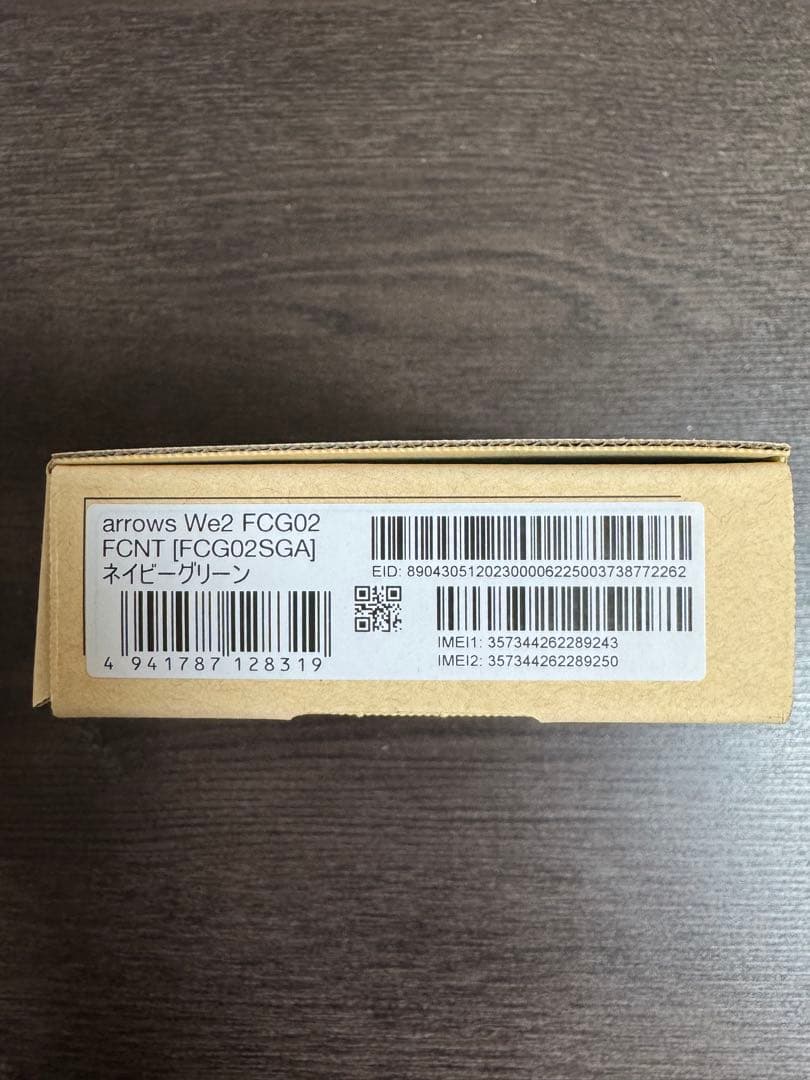 arrows We2 FCG02
FCNT [FCG02SGA]
ネイビーグリーン
4 941787 128319
EID: 89043051202300006225003738772262
IMEI1: 357344262289243
IMEI2: 357344262289250